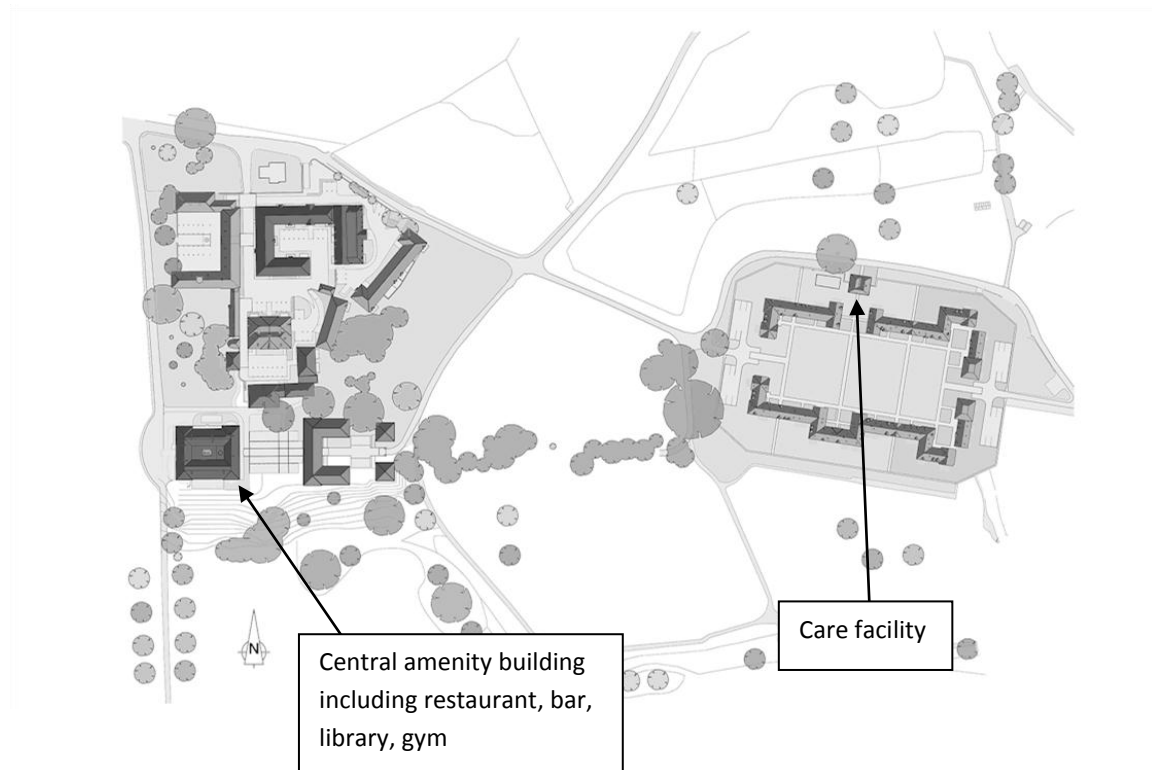 Care facility
N
Central amenity building
including restaurant, bar,
library, gym